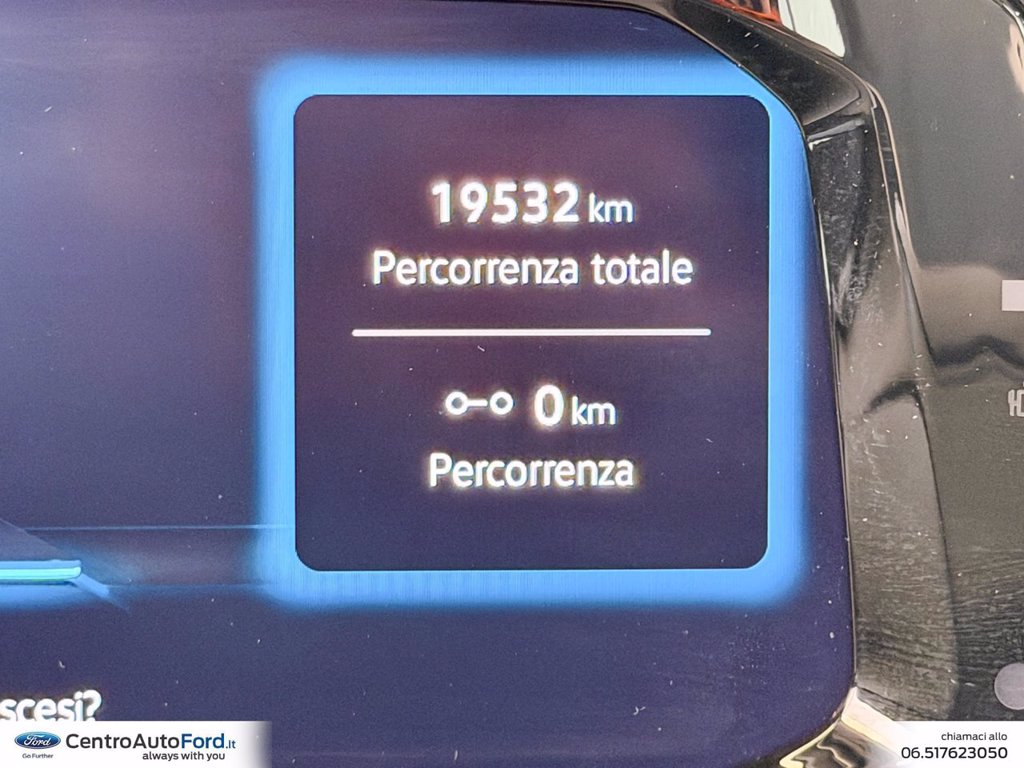 19532 km
Percorrenza totale
0 km
Percorrenza
scesi?
Ford
Go Further
CentroAutoFord.it
always with you
chiamaci allo
06.517623050